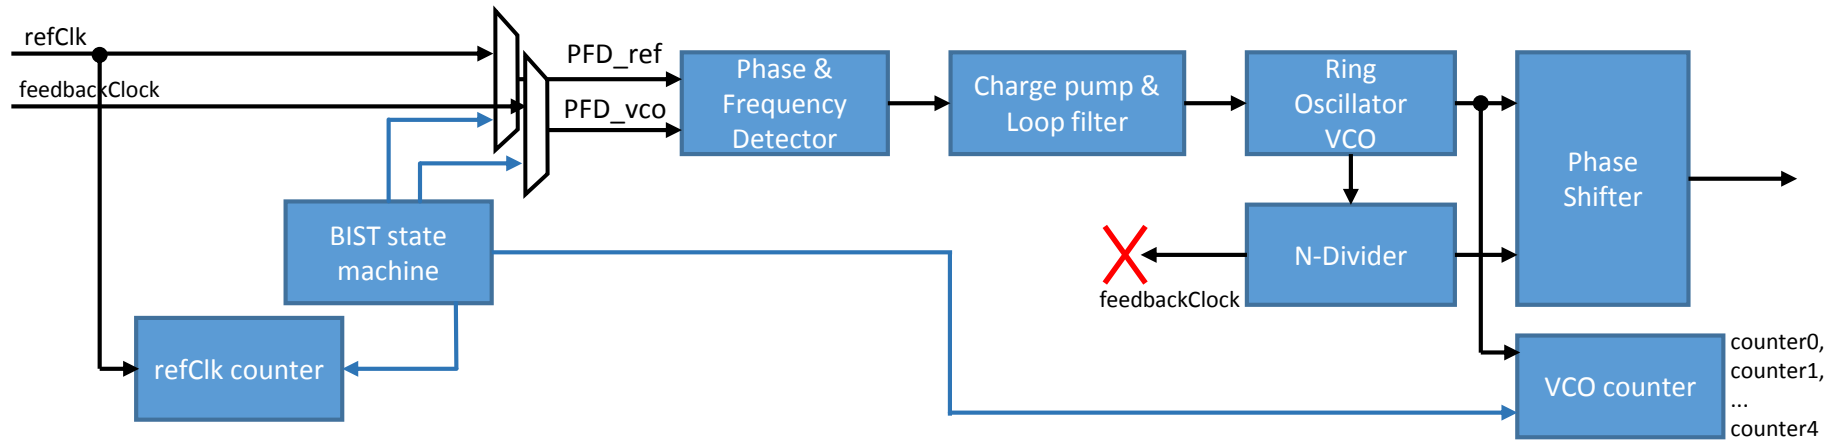 refClk
feedbackClock
PFD_ref
PFD_vco
Phase &
Frequency
Detector
Charge pump &
Loop filter
Ring
Oscillator
VCO
Phase
Shifter
BIST state
machine
N-Divider
feedbackClock
refClk counter
VCO counter
counter0,
counter1,
...
counter4